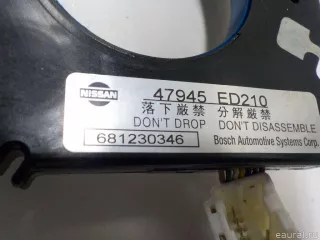 NISSAN 47945 ED210
落下厳禁 分解厳禁
DON'T DROP DON'T DISASSEMBLE
681230346 Bosch Automotive Systems Corp.
eaurel.ru